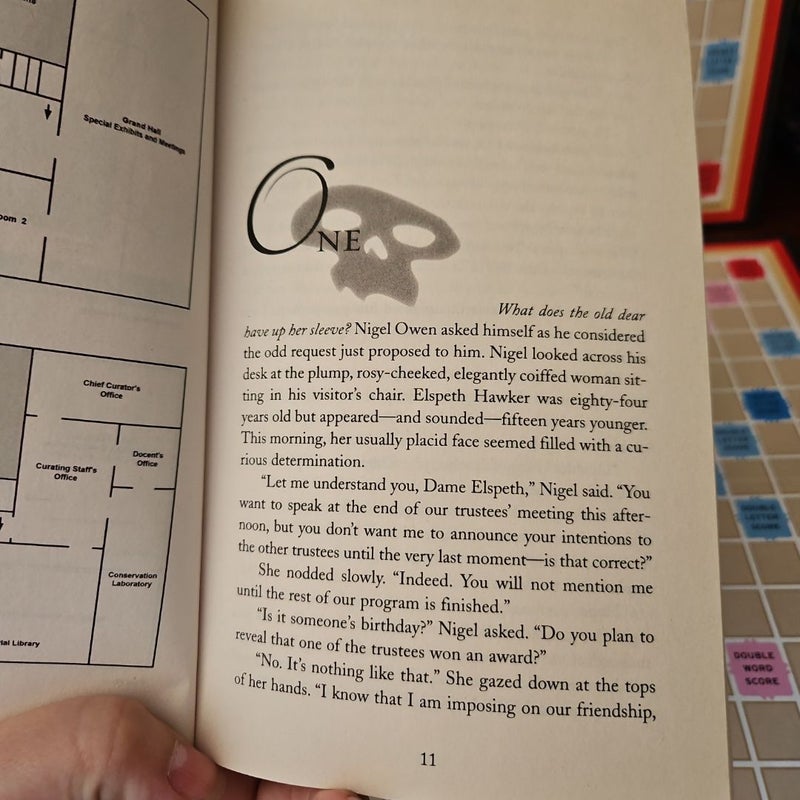 Grand Hall
Special Exhibits and Meetings
2
Chief Curator's
Office
Docent's
Office
Curating Staff's
Office
Conservation
Laboratory
Library
ONE
What does the old dear
have up her sleeve? Nigel Owen asked himself as he considered
the odd request just proposed to him. Nigel looked across his
desk at the plump, rosy-cheeked, elegantly coiffed woman sit-
ting in his visitor's chair. Elspeth Hawker was eighty-four
years old but appeared—and sounded—fifteen years younger.
This morning, her usually placid face seemed filled with a cu-
rious determination.
“Let me understand you, Dame Elspeth,” Nigel said. “You
want to speak at the end of our trustees’ meeting this after-
noon, but you don’t want me to announce your intentions to
the other trustees until the very last moment—is that correct?”
She nodded slowly. “Indeed. You will not mention me
until the rest of our program is finished.”
“Is it someone’s birthday?” Nigel asked. “Do you plan to
reveal that one of the trustees won an award?”
“No. It’s nothing like that.” She gazed down at the tops
of her hands. “I know that I am imposing on our friendship,
11
DOUBLE
LETTER
SCORE
DOUBLE
WORD
SCORE